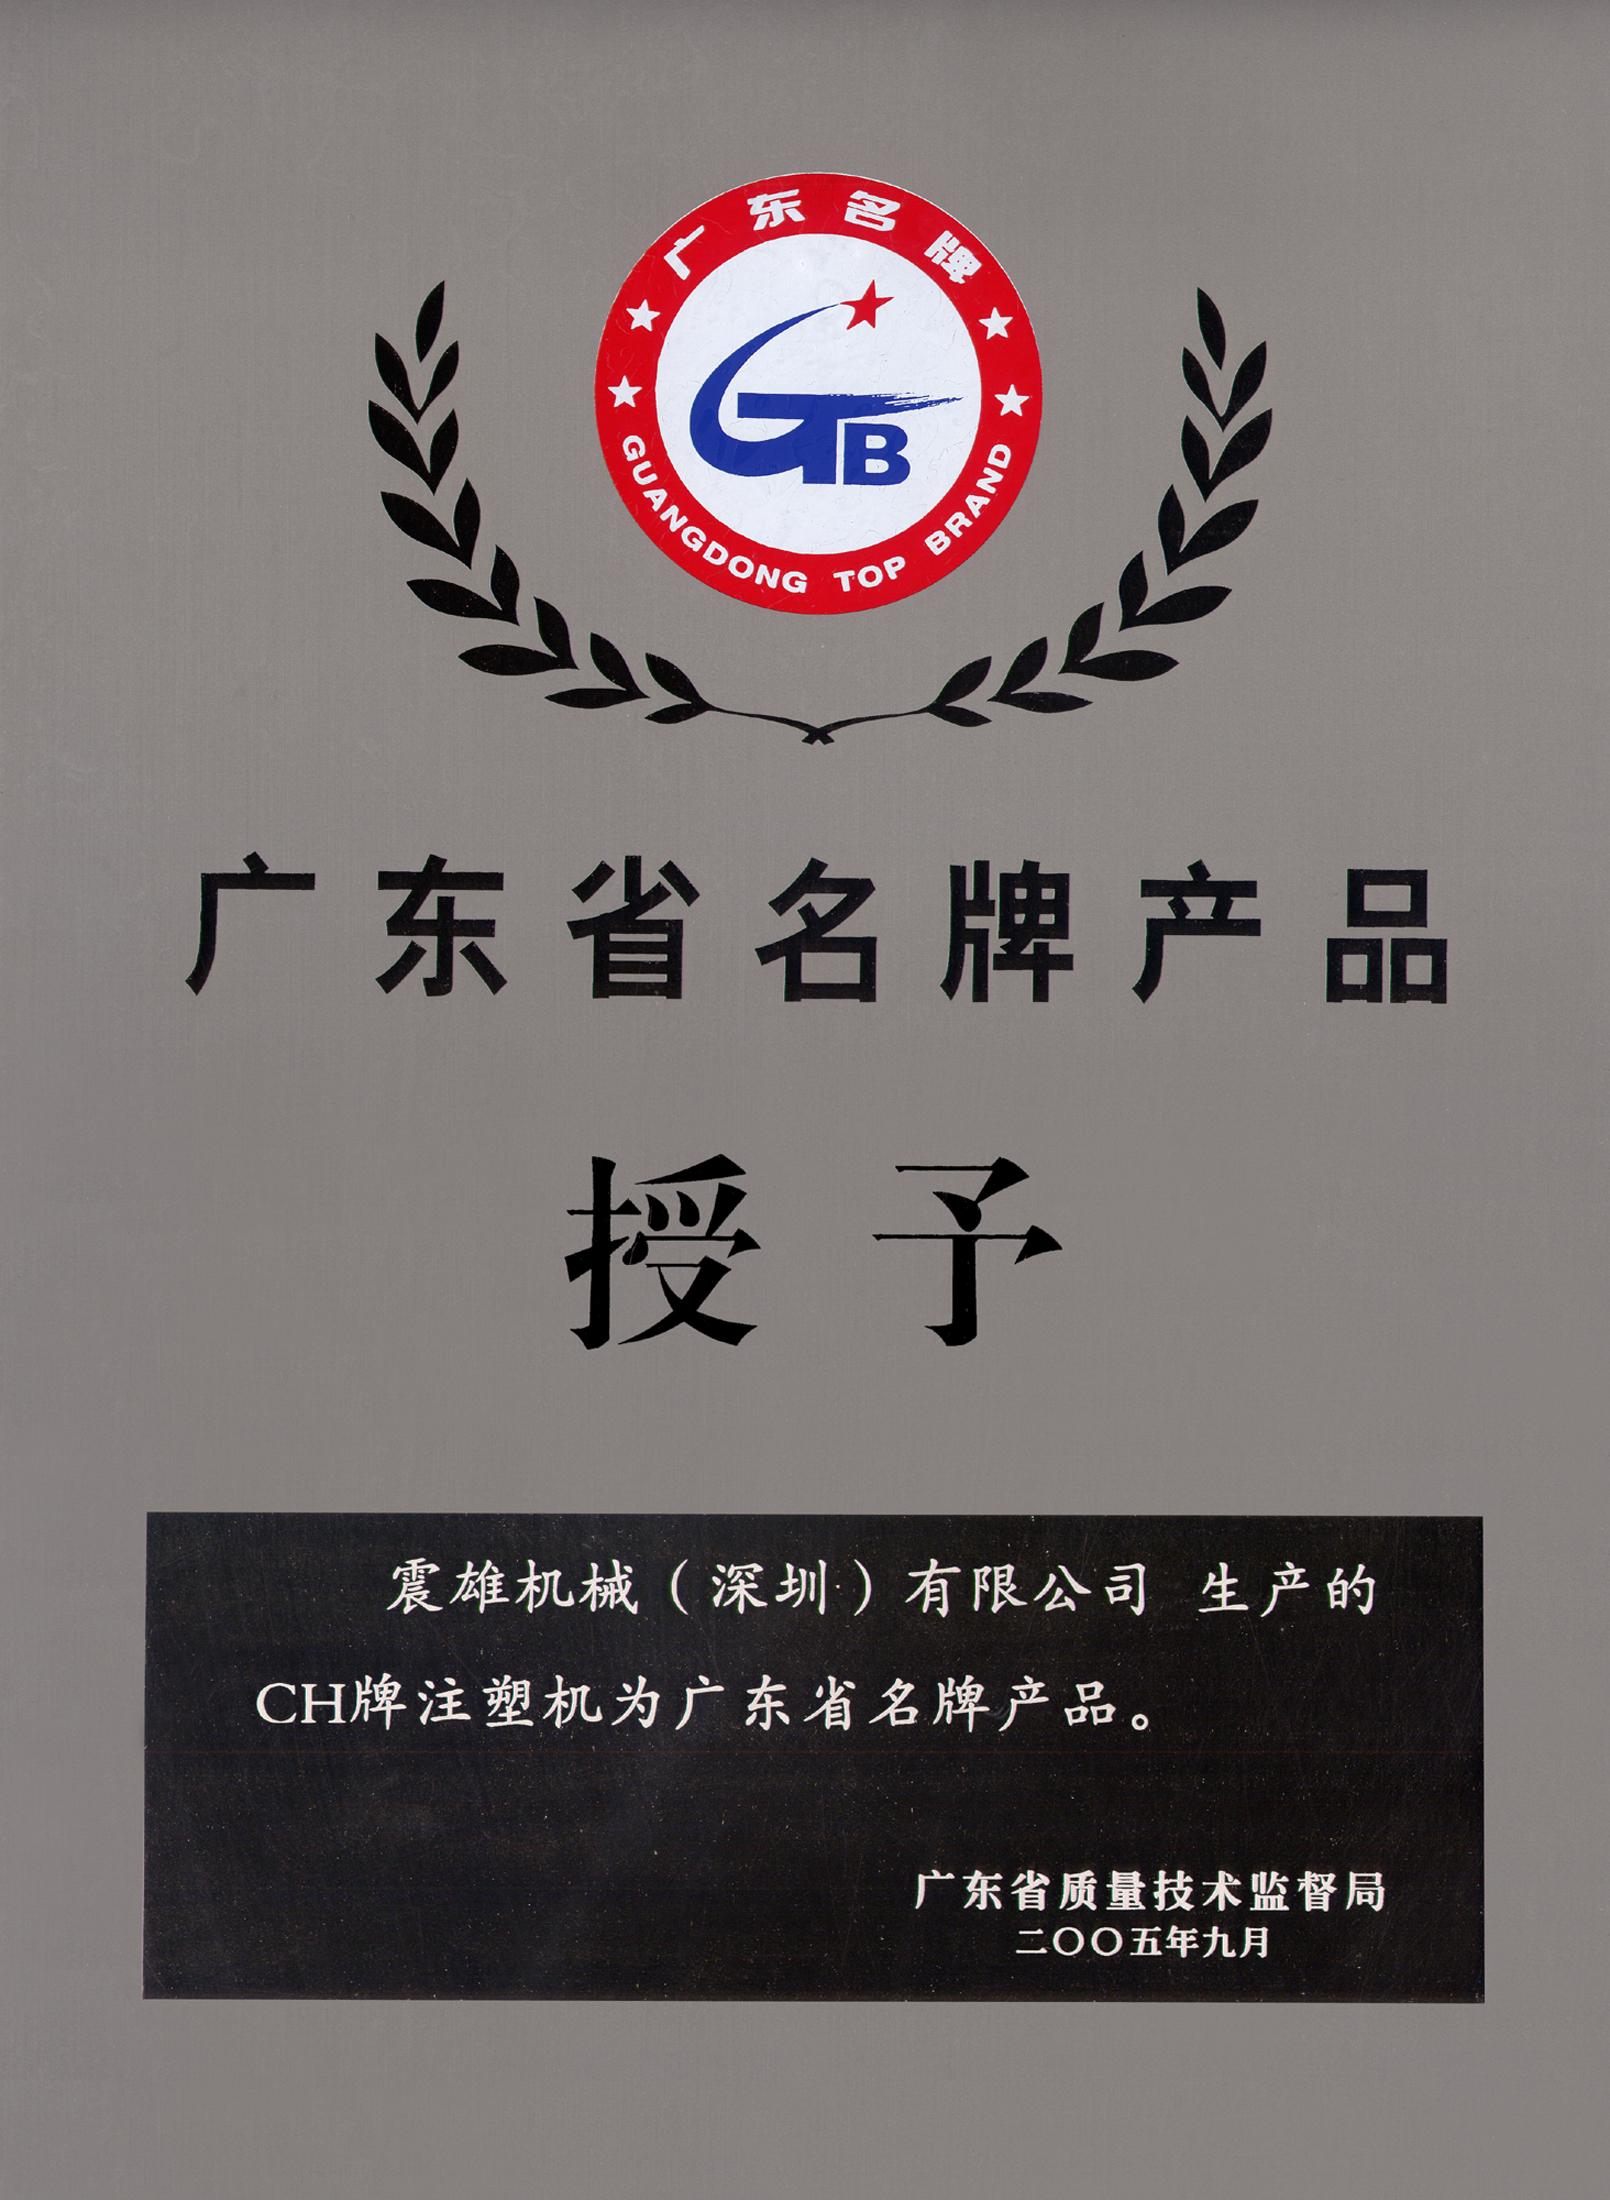 广东名牌
GTB
GUANGDONG TOP BRAND
广东省名牌产品
授予
震雄机械（深圳）有限公司 生产的
CH牌注塑机为广东省名牌产品。
广东省质量技术监督局
二〇〇五年九月